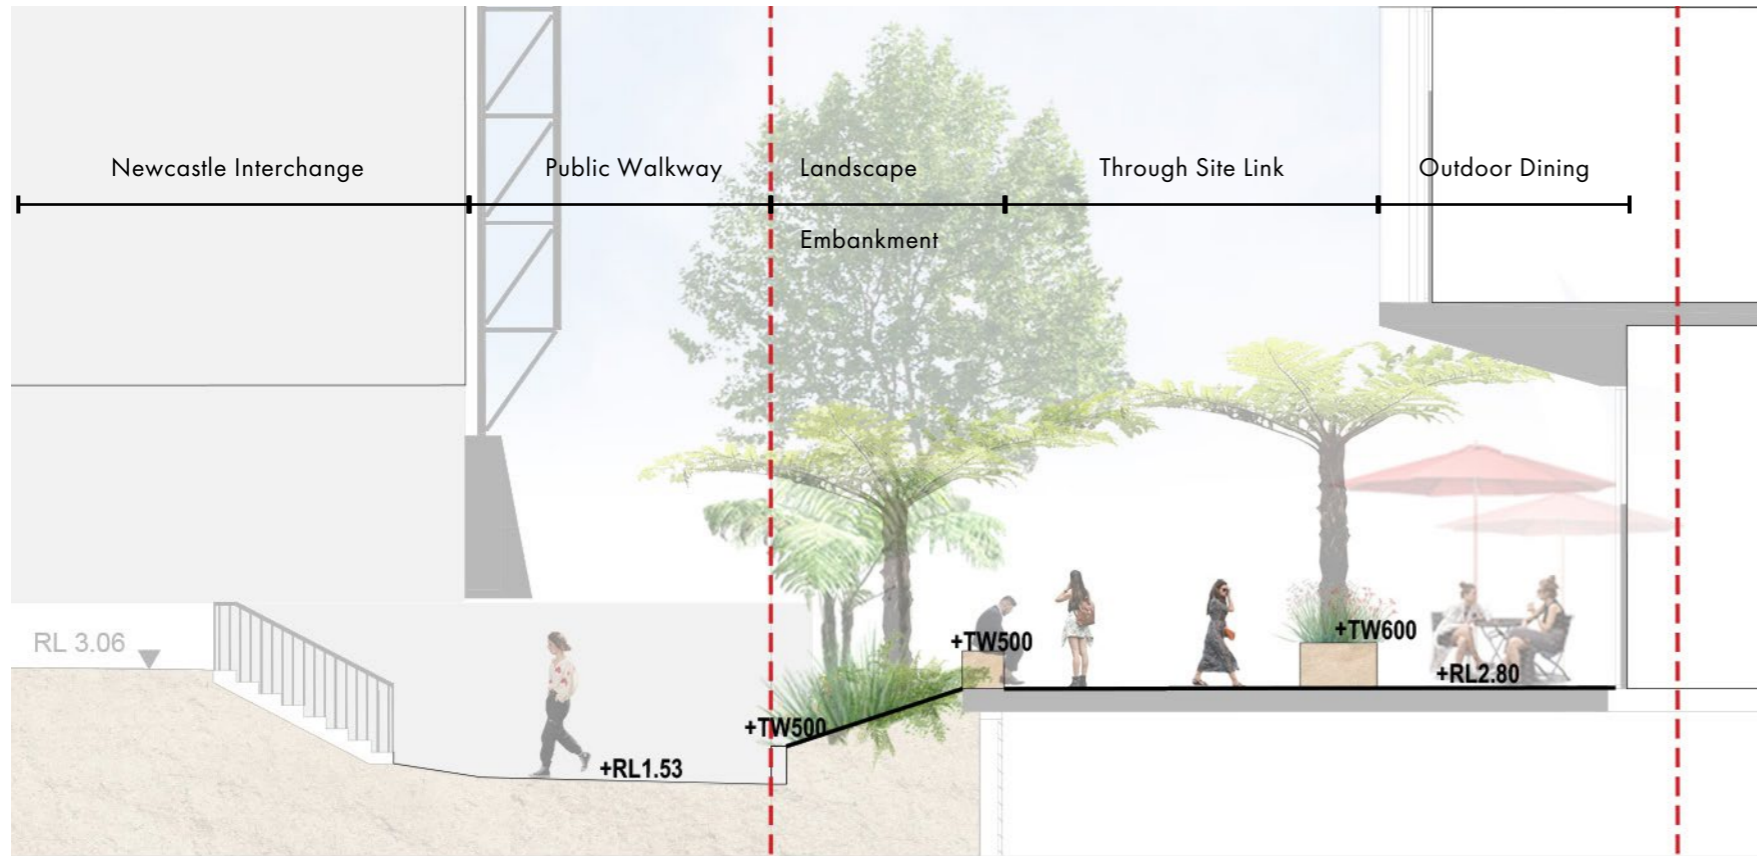 Newcastle Interchange
Public Walkway
Landscape
Embankment
Through Site Link
Outdoor Dining
RL 3.06
+TW500
+TW600
+RL2.80
+TW500
+RL1.53